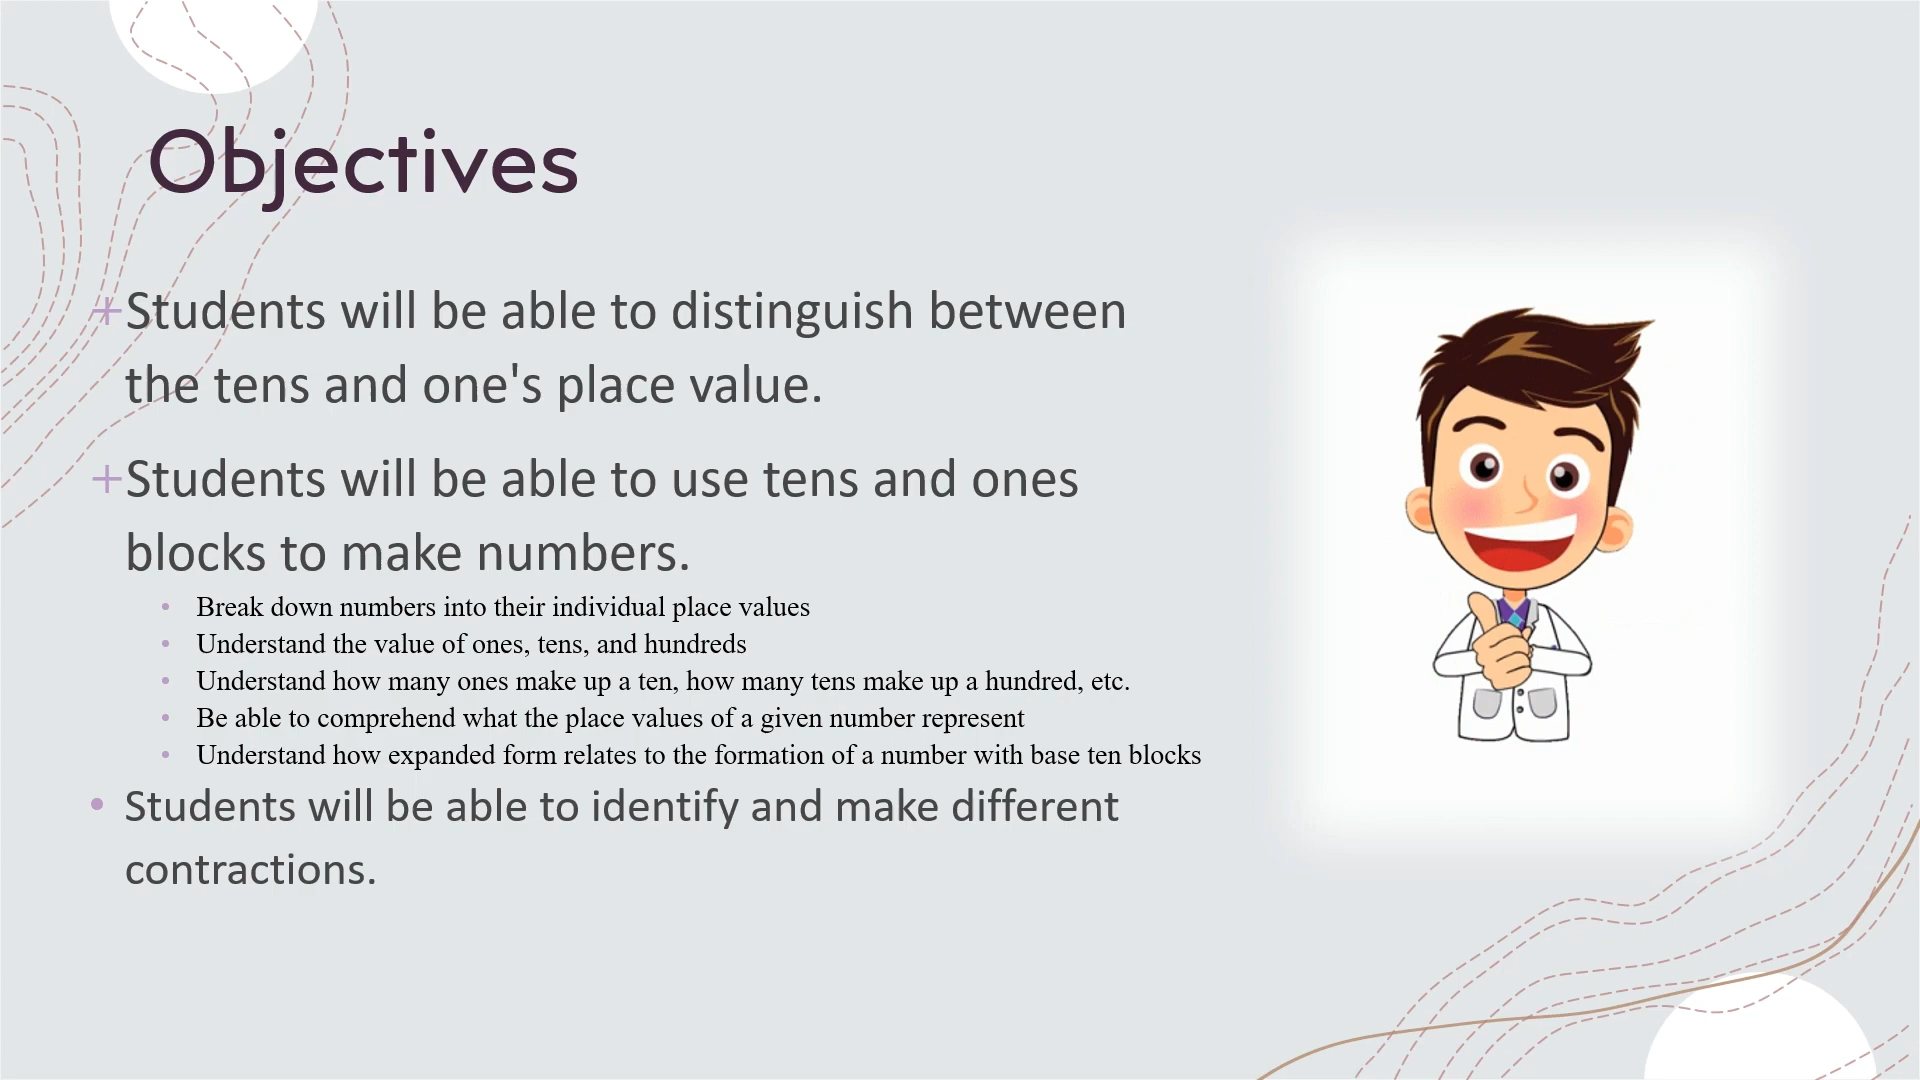 Objectives
+Students will be able to distinguish between
the tens and one's place value.
+Students will be able to use tens and ones
blocks to make numbers.
• Break down numbers into their individual place values
• Understand the value of ones, tens, and hundreds
• Understand how many ones make up a ten, how many tens make up a hundred, etc.
• Be able to comprehend what the place values of a given number represent
• Understand how expanded form relates to the formation of a number with base ten blocks
• Students will be able to identify and make different
contractions.